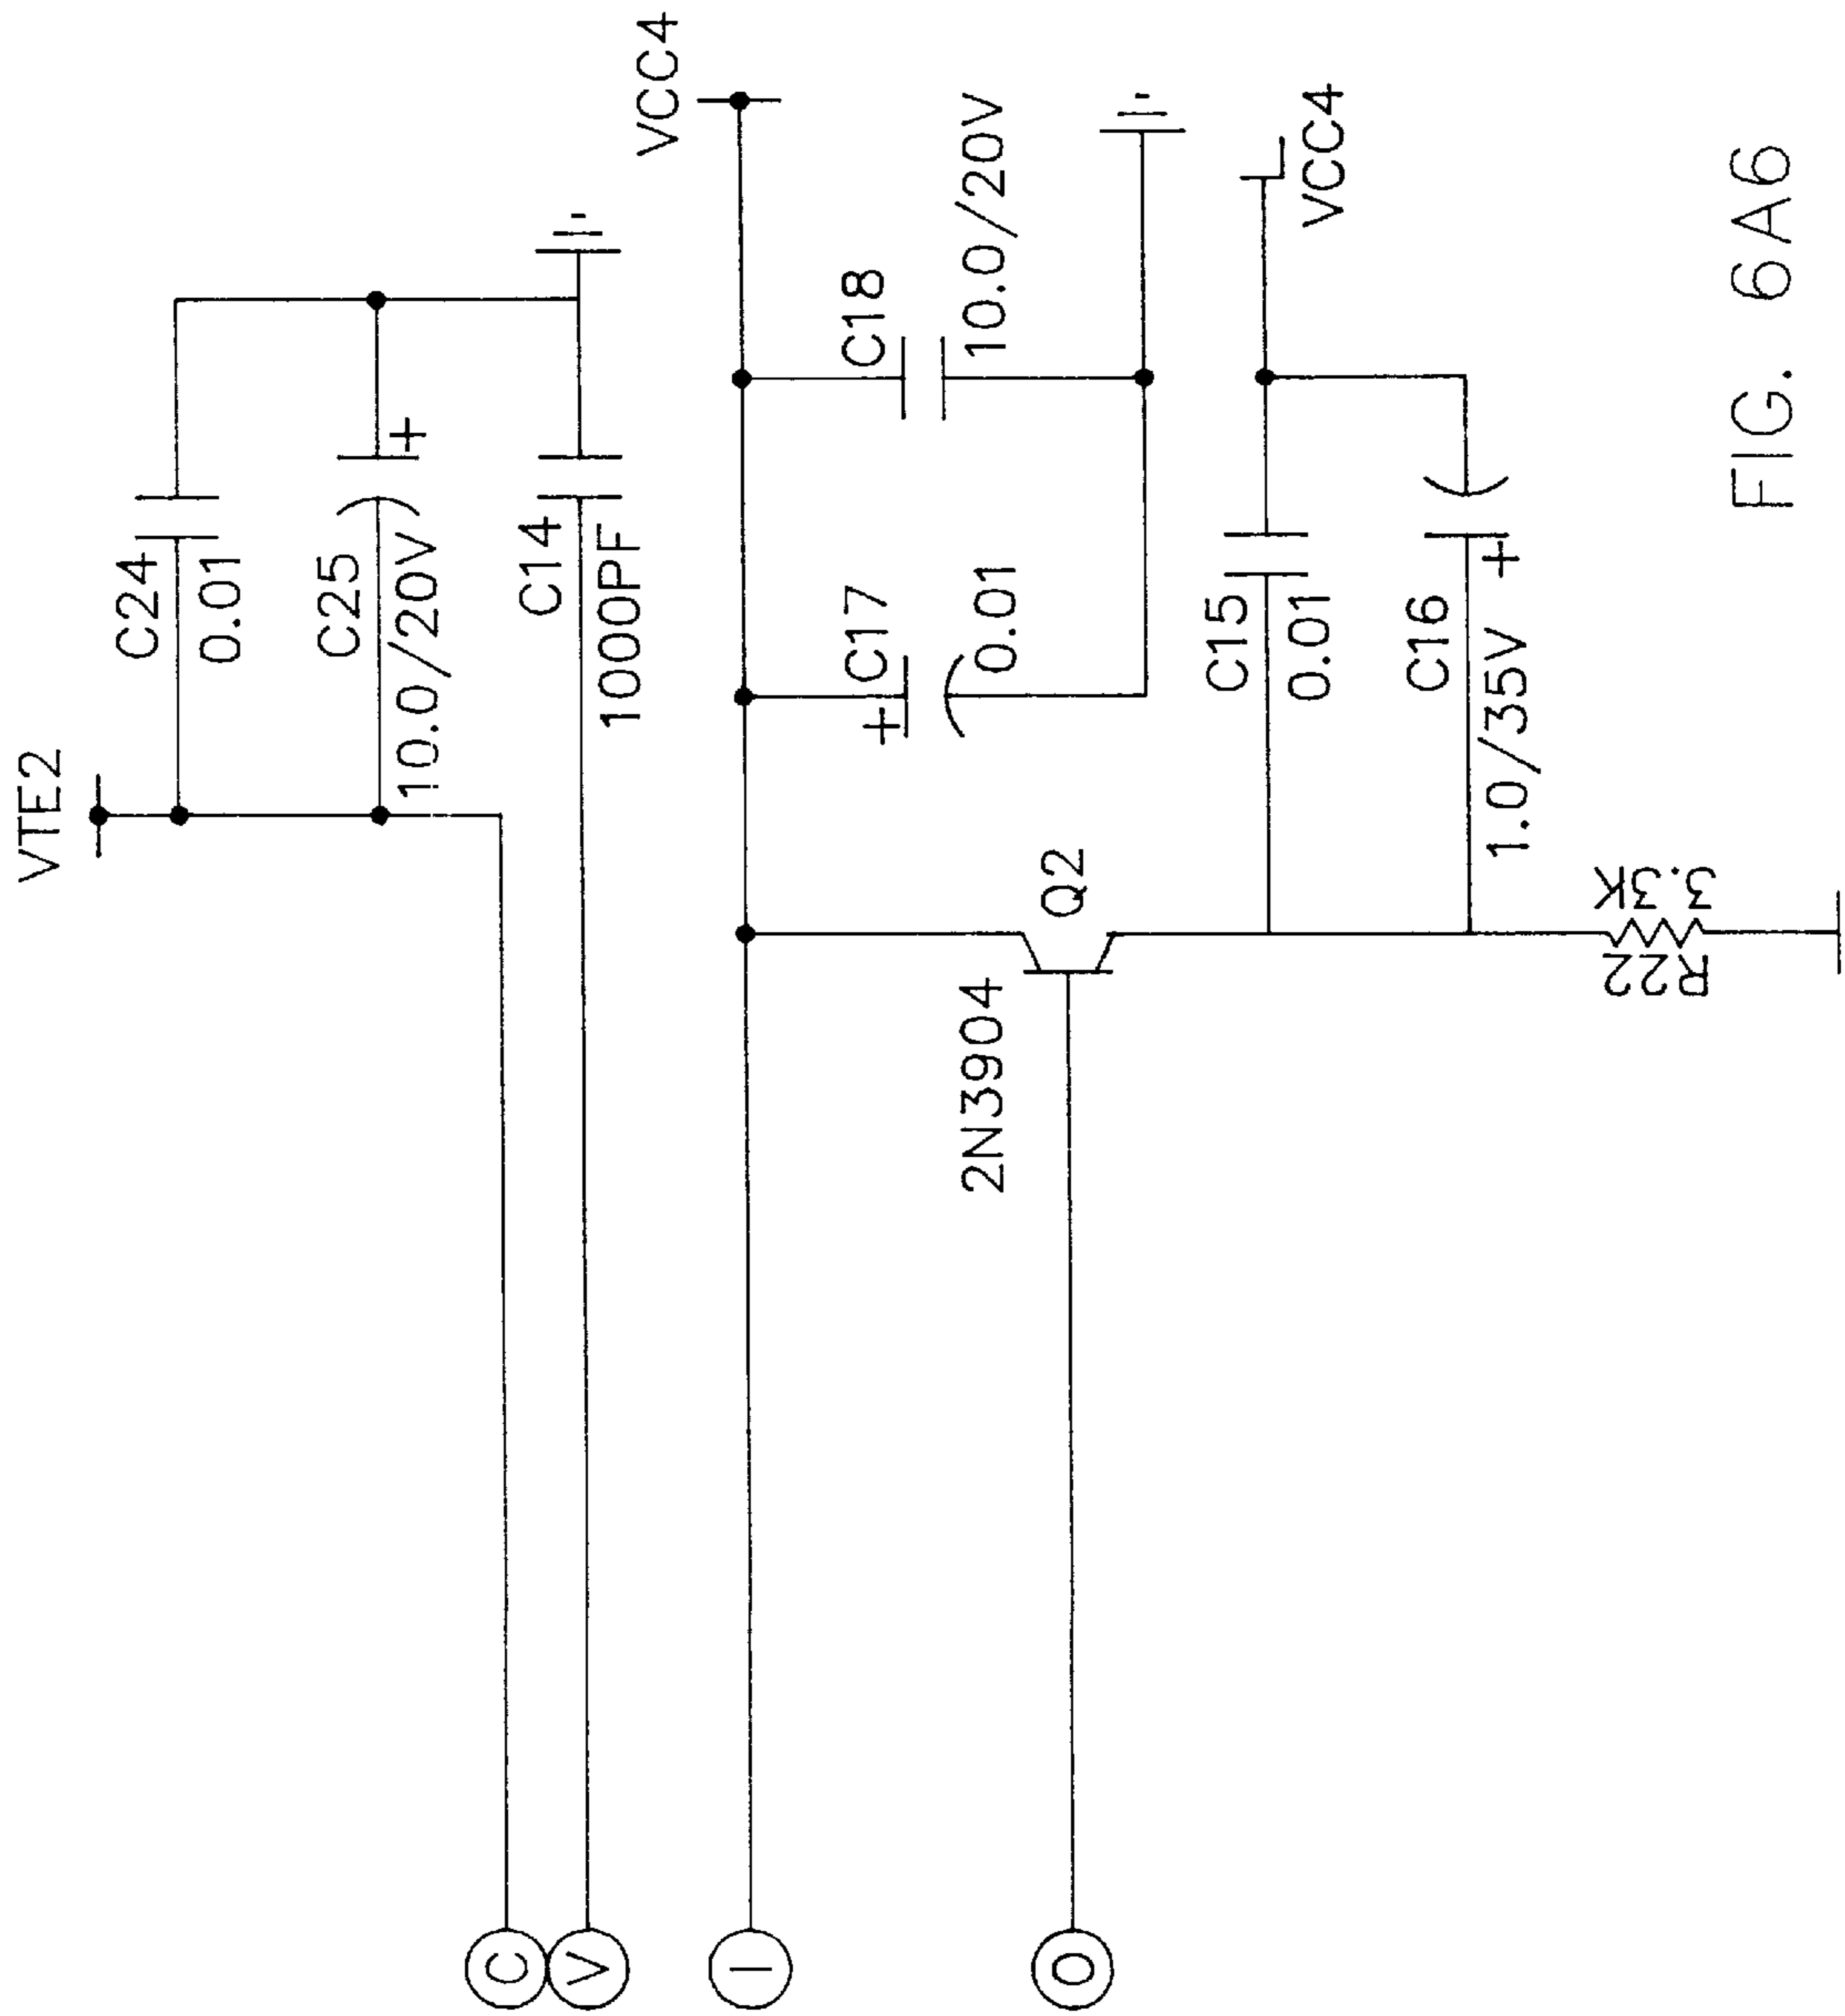 VTE2
C24
0.01
C25
10.0/20V
C14
1000PF
C
V
VCC4
I
C18
10.0/20V
C17
+
0.01
+
Q2
2N3904
O
C15
0.01
VCC4
C16
+
1.0/35V
R22
3.3K
FIG. 6A6